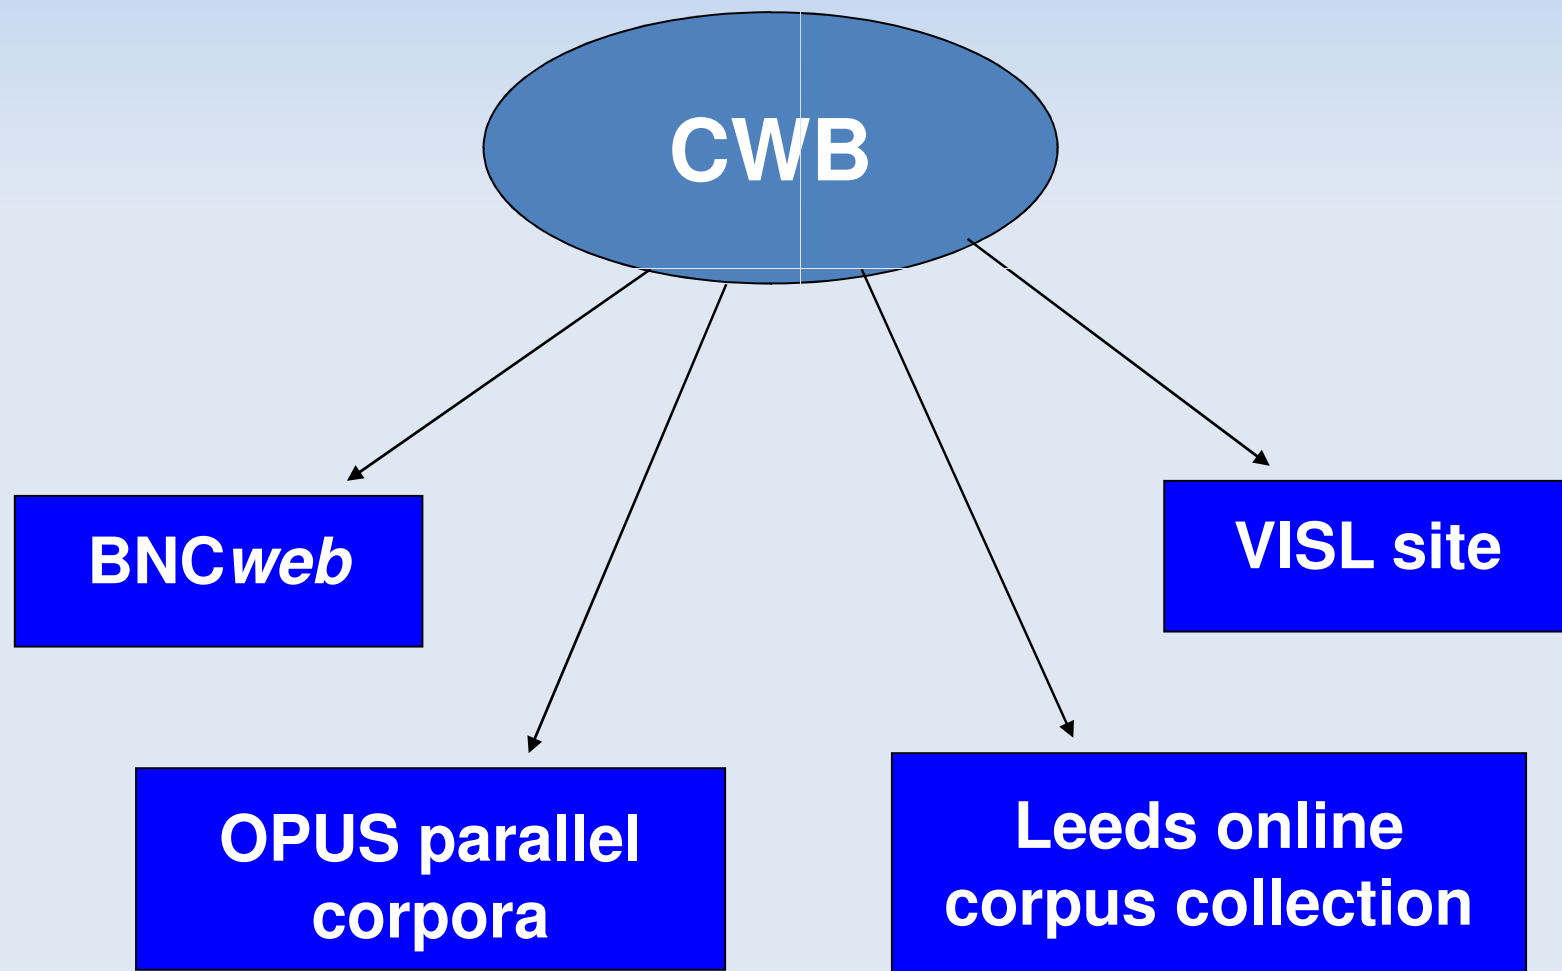 CWB
BNCweb
VISL site
OPUS parallel
corpora
Leeds online
corpus collection